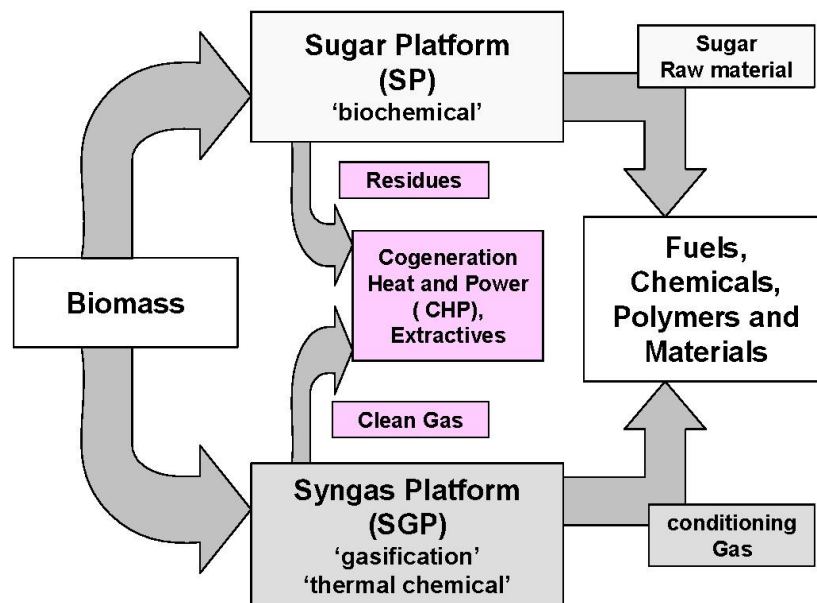 Sugar Platform
(SP)
‘biochemical’
Sugar
Raw material
Residues
Biomass
Cogeneration
Heat and Power
( CHP),
Extractives
Fuels,
Chemicals,
Polymers and
Materials
Clean Gas
Syngas Platform
(SGP)
‘gasification’
‘thermal chemical’
conditioning
Gas